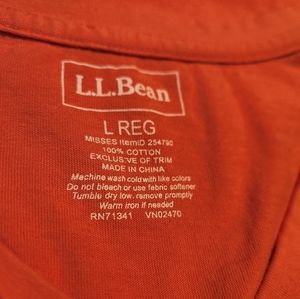 L.L.Bean
L REG
MISSES ItemID 254790
100% COTTON
EXCLUSIVE OF TRIM
MADE IN CHINA
Machine wash cold with like colors
Do not bleach or use fabric softener
Tumble dry low. remove promptly
Warm iron if needed
RN71341 VN02470